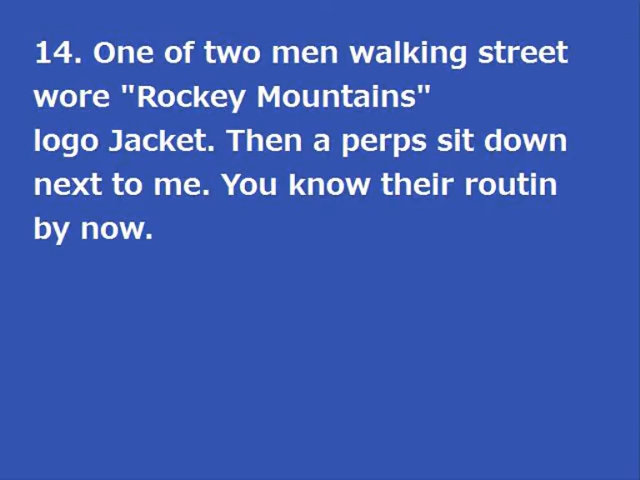 14. One of two men walking street
wore "Rockey Mountains"
logo Jacket. Then a perps sit down
next to me. You know their routin
by now.